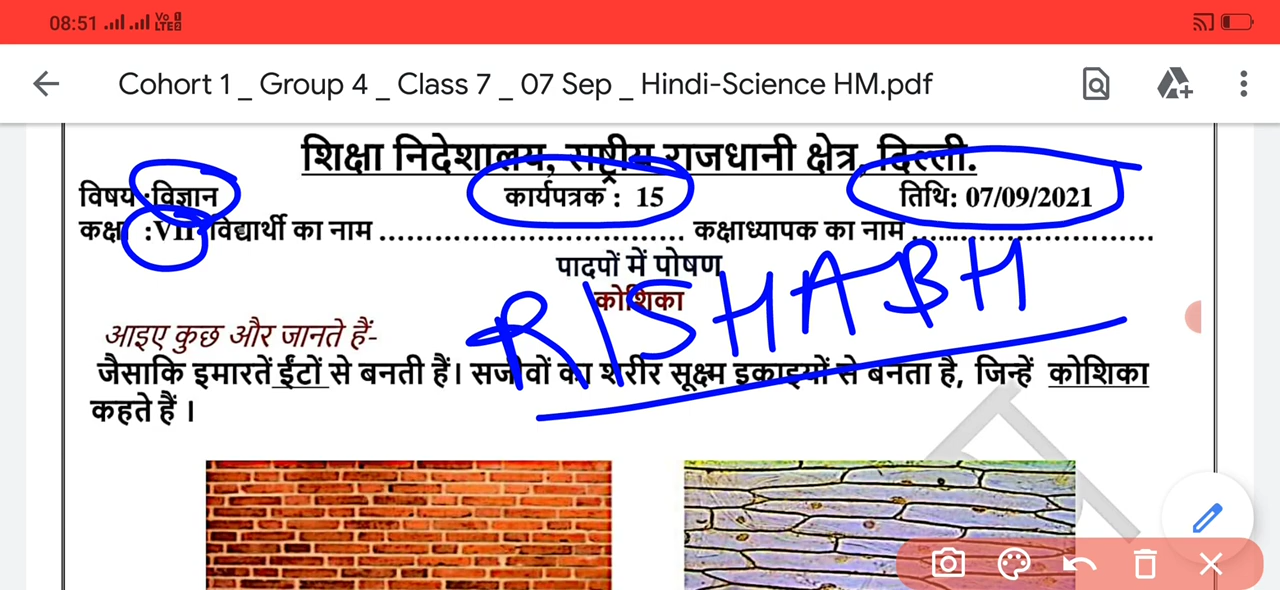 08:51 Vo LTE
Cohort 1 _ Group 4 _ Class 7 _ 07 Sep _ Hindi-Science HM.pdf
शिक्षा निदेशालय, राष्ट्रीय राजधानी क्षेत्र, दिल्ली.
विषय :विज्ञान कार्यपत्रक : 15 तिथि: 07/09/2021
कक्षा :VII विद्यार्थी का नाम ................................ कक्षाध्यापक का नाम .........................
पादपों में पोषण
कोशिका
RISHABH
आइए कुछ और जानते हैं-
जैसाकि इमारतें ईंटों से बनती हैं। सजीवों का शरीर सूक्ष्म इकाइयों से बनता है, जिन्हें कोशिका
कहते हैं ।